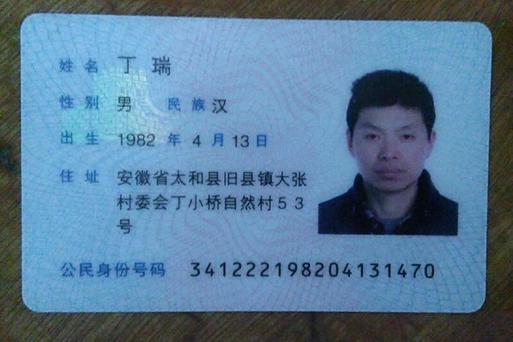 姓名 丁瑞
性别 男 民族 汉
出生 1982 年 4 月 13 日
住址 安徽省太和县旧县镇大张
村委会丁小桥自然村53
号
公民身份号码 341222198204131470